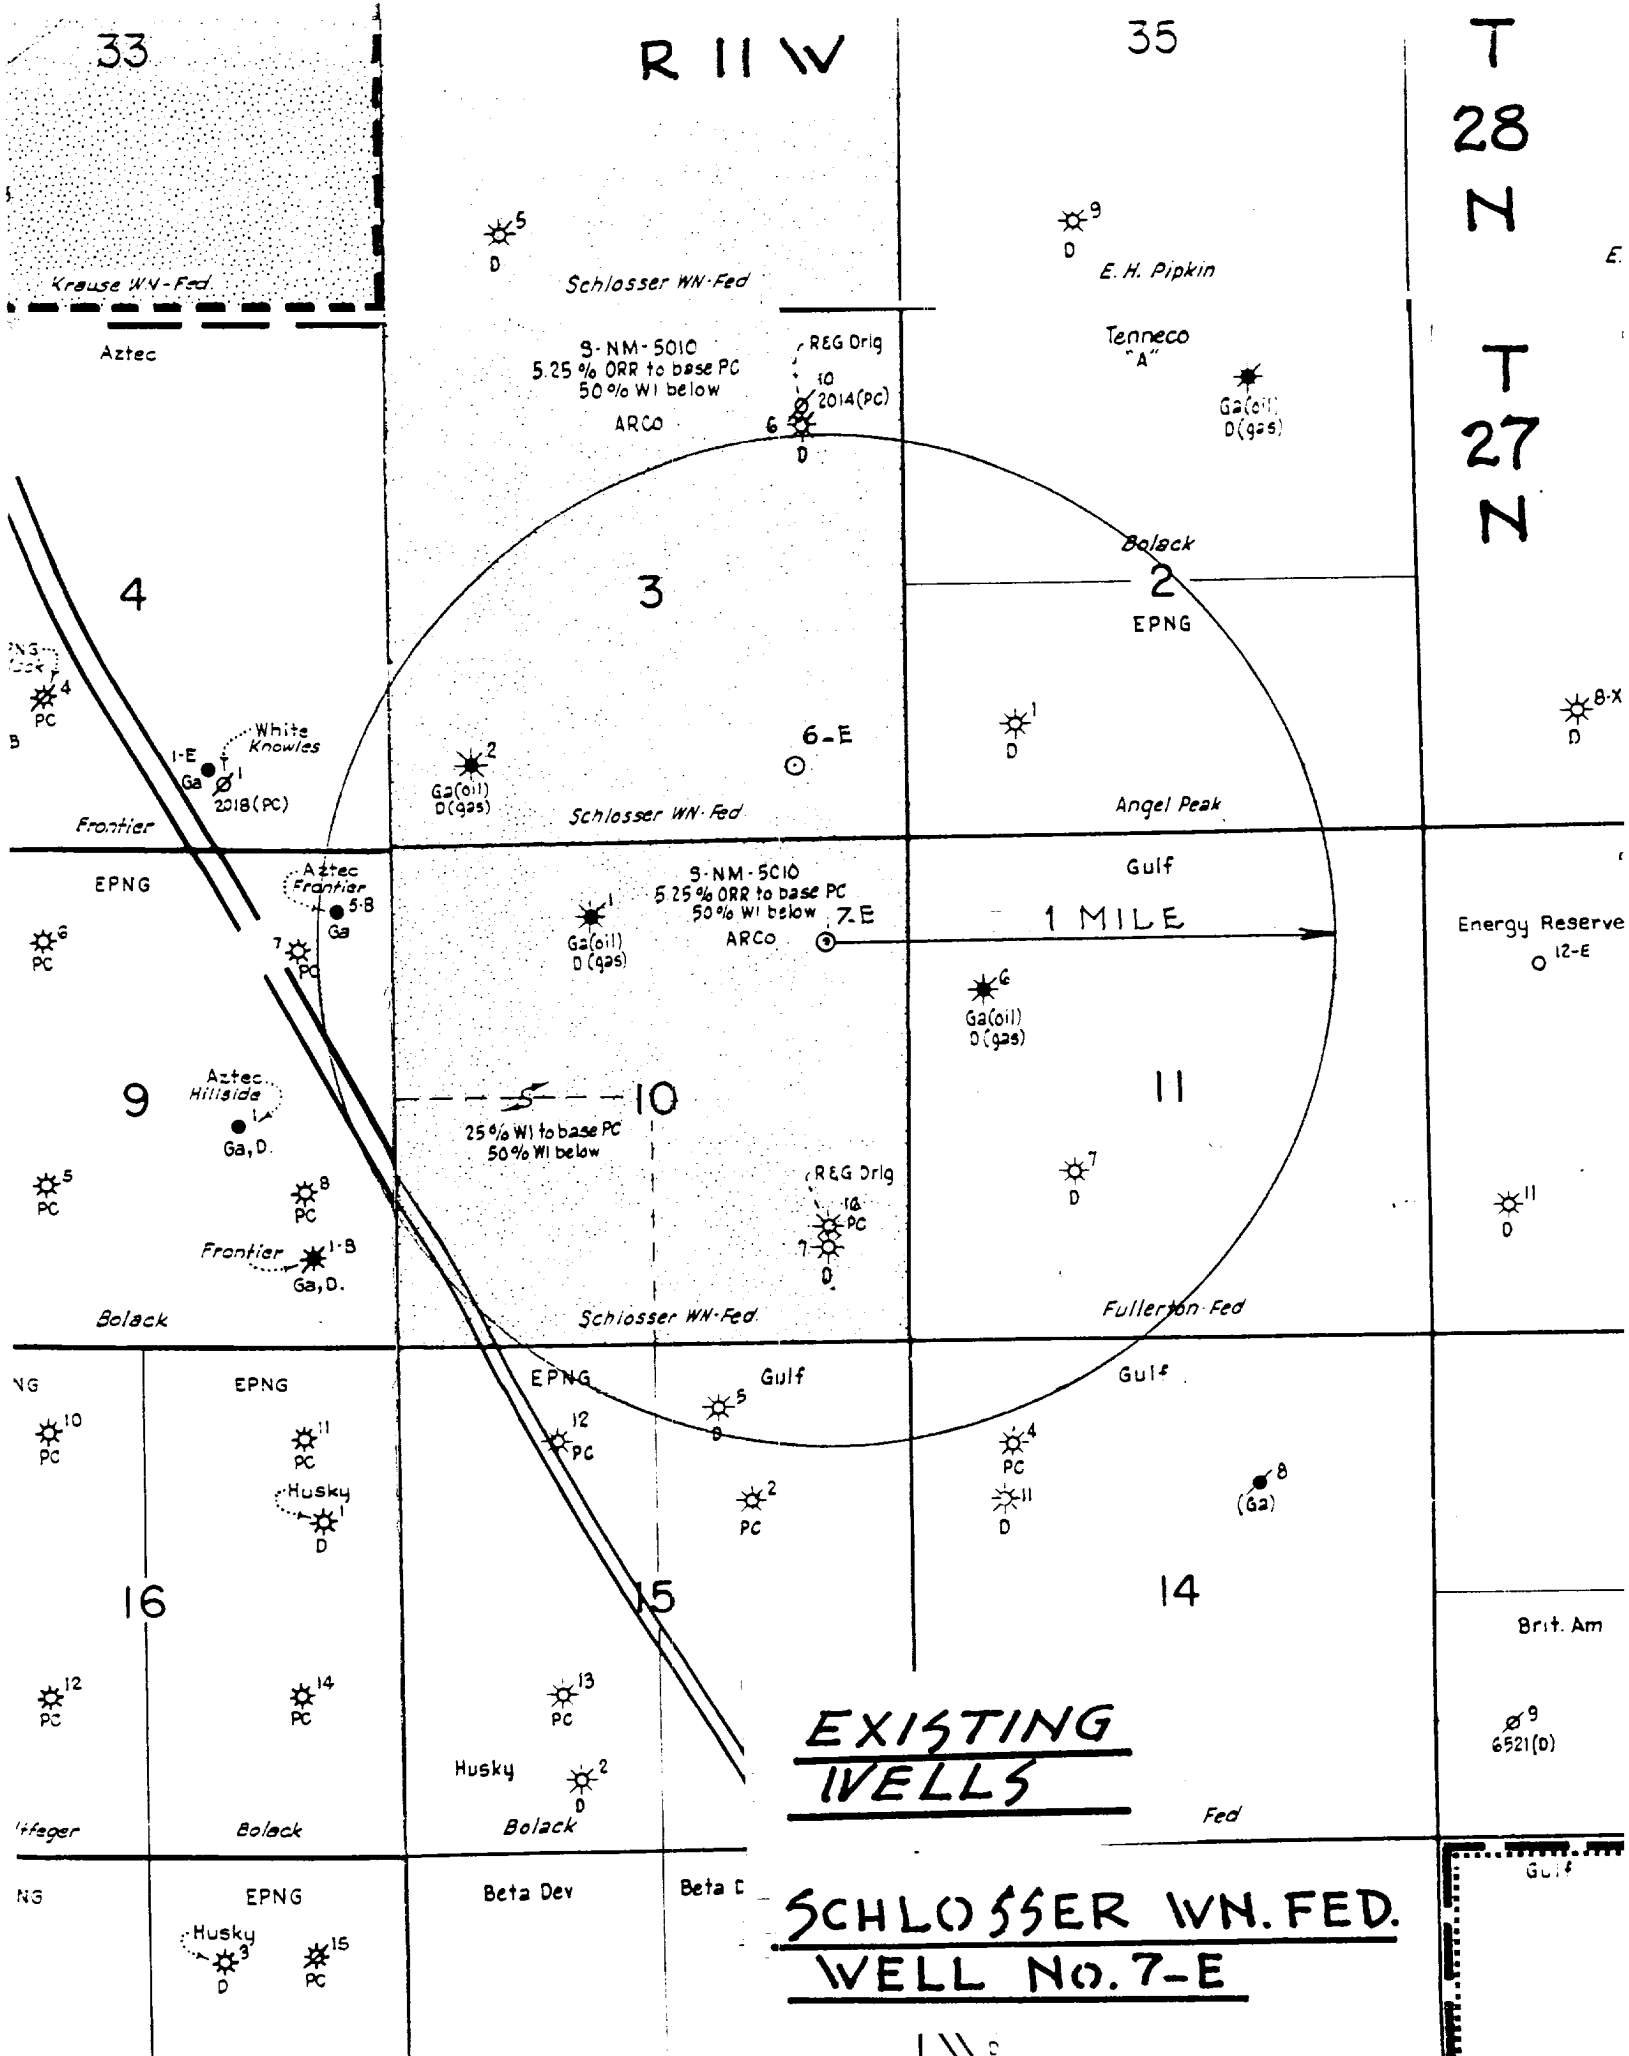 33
R 11 W
35
T
28
N
5
D
9
D
E. H. Pipkin
E.
Krause WN-Fed.
Schlosser WN-Fed
T
27
N
Aztec
S-NM-5010
5.25 % ORR to base PC
50% WI below
ARCo
R&G Drlg
10
2014(PC)
6
D
Tenneco
"A"
Ga(oil)
D(gas)
Bolack
4
3
2
EPNG
4
PC
1-E
Ga
White
Knowles
1
2018(PC)
2
Ga(oil)
D(gas)
6-E
1
D
8-X
D
Frontier
Schlosser WN-Fed
Angel Peak
EPNG
Aztec
Frontier
5-B
Ga
S-NM-5010
5.25% ORR to base PC
50% WI below
ARCo
7-E
Gulf
1 MILE
6
PC
7
PC
1
Ga(oil)
D(gas)
Energy Reserve
12-E
6
Ga(oil)
D(gas)
9
Aztec
Hillside
1
Ga, D.
10
11
25% WI to base PC
50% WI below
5
PC
8
PC
R&G Drlg
PC
7
D
7
D
11
D
Frontier
1-B
Ga, D.
Bolack
Schlosser WN-Fed.
Fullerton-Fed
NG
EPNG
EPNG
Gulf
Gulf
10
PC
11
PC
12
PC
5
D
4
PC
Husky
1
D
2
PC
11
D
8
(Ga)
16
15
14
Brit. Am
12
PC
14
PC
13
PC
9
6521(D)
EXISTING
WELLS
Husky
2
D
Bolack
Bolack
Fed
NG
EPNG
Beta Dev
Beta D
Gulf
Husky
3
D
15
PC
SCHLOSSER WN. FED.
WELL NO. 7-E